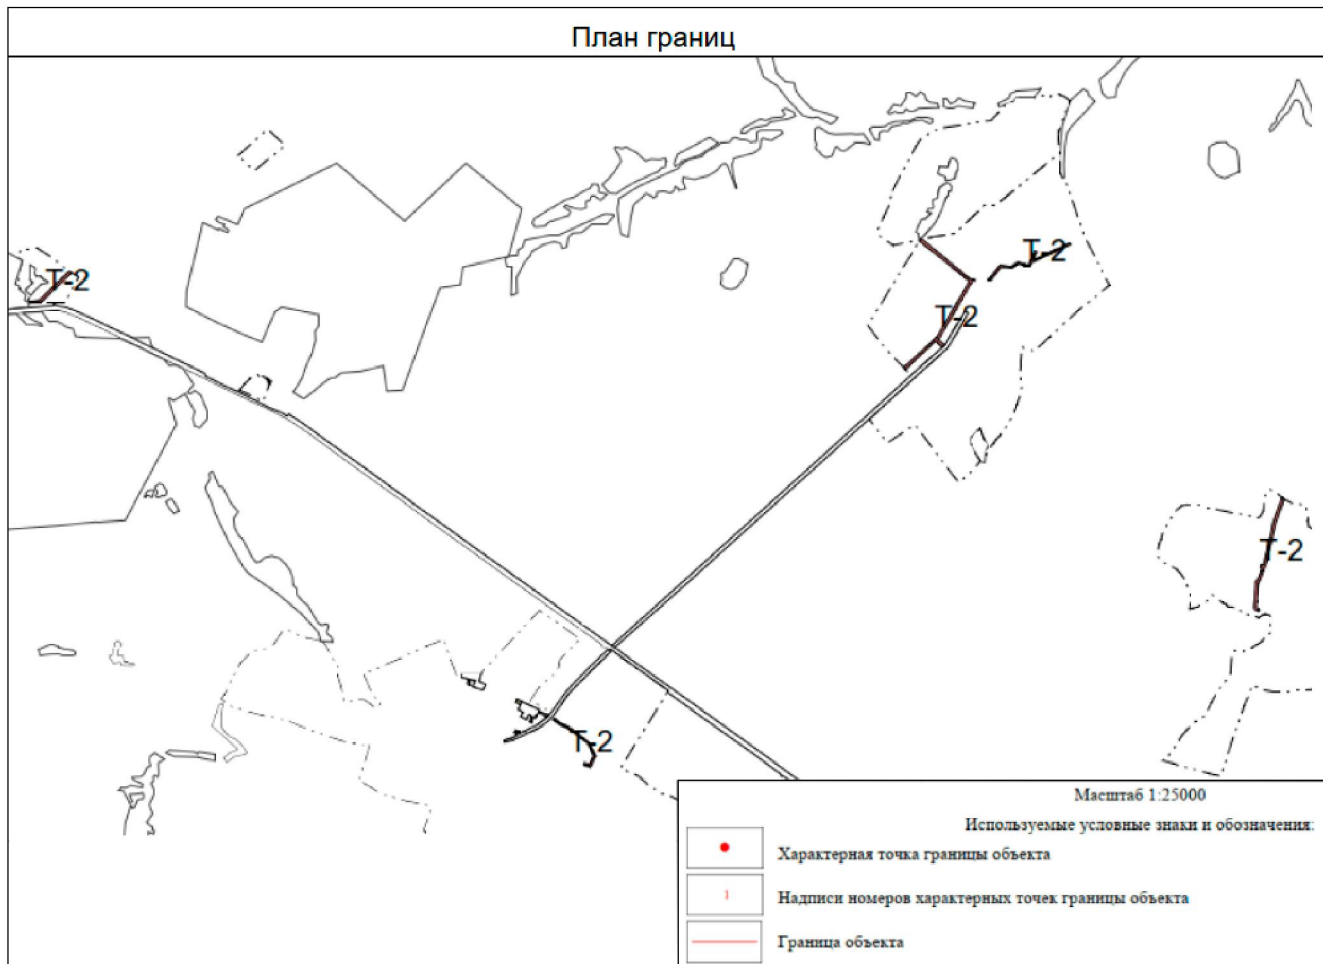 План границ
Т-2
Т-2
Т-2
Т-2
Т-2
Масштаб 1:25000
Используемые условные знаки и обозначения:
Характерная точка границы объекта
1
Надписи номеров характерных точек границы объекта
Граница объекта